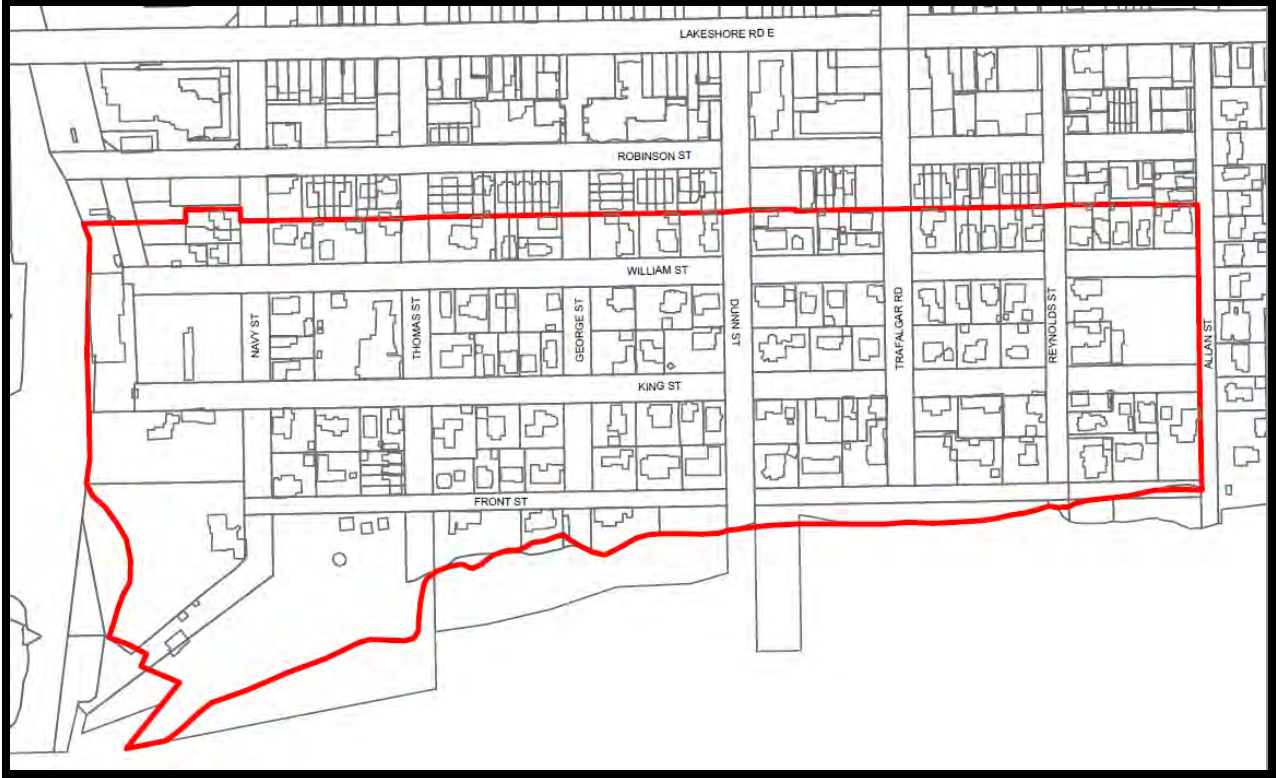 LAKESHORE RD E
ROBINSON ST
WILLIAM ST
NAVY ST
THOMAS ST
GEORGE ST
DUNN ST
TRAFALGAR RD
REYNOLDS ST
ALLAN ST
KING ST
FRONT ST